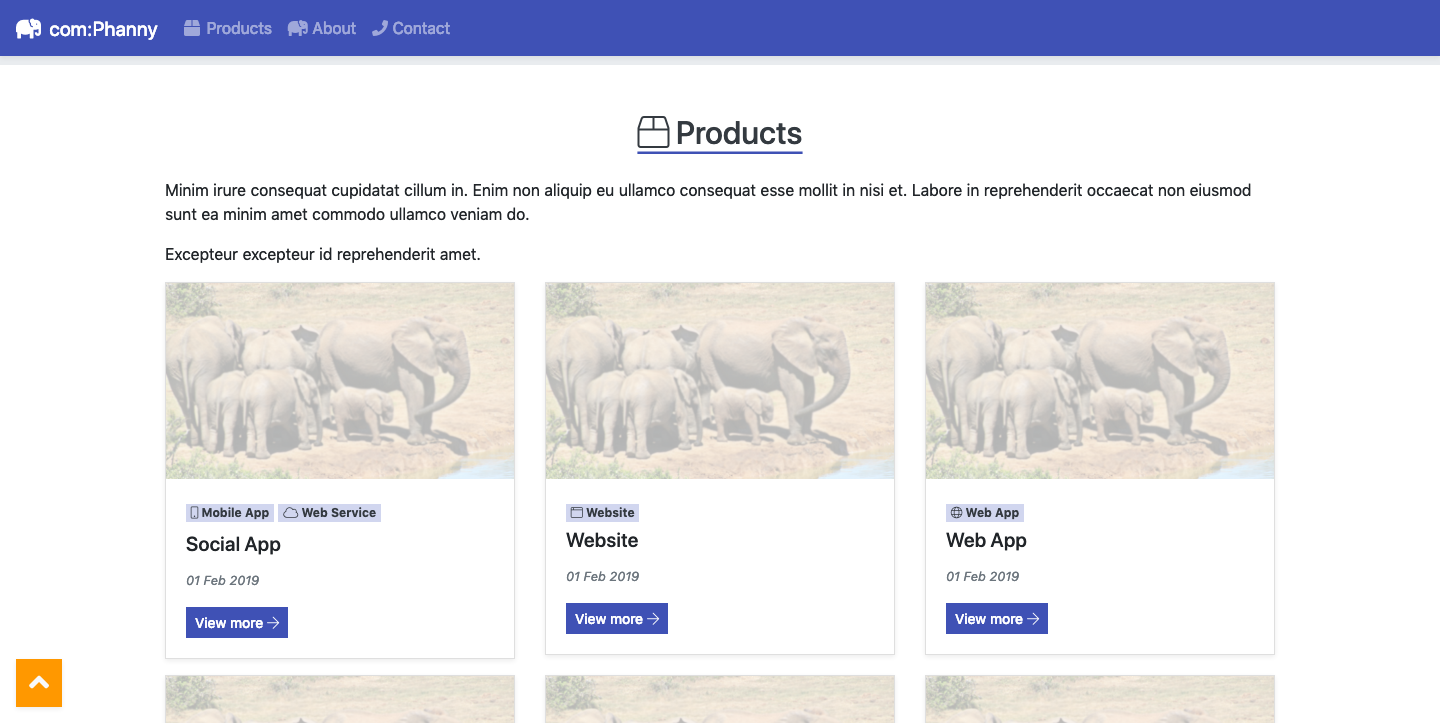 com:Phanny Products About Contact
Products
Minim irure consequat cupidatat cillum in. Enim non aliquip eu ullamco consequat esse mollit in nisi et. Labore in reprehenderit occaecat non eiusmod
sunt ea minim amet commodo ullamco veniam do.
Excepteur excepteur id reprehenderit amet.
Mobile App Web Service
Social App
01 Feb 2019
View more
Website
Website
01 Feb 2019
View more
Web App
Web App
01 Feb 2019
View more